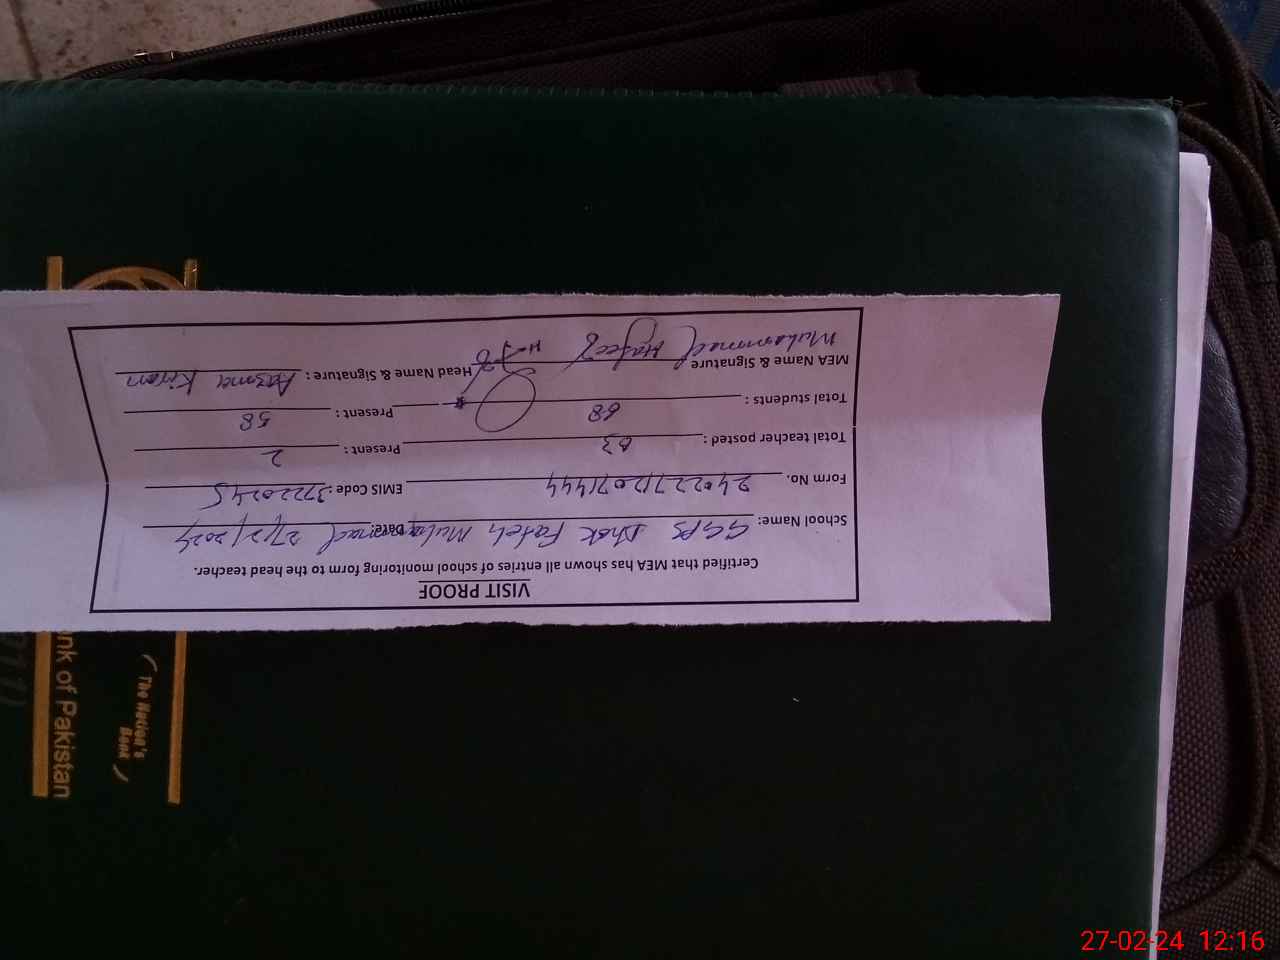 VISIT PROOF
Certified that MEA has shown all entries of school monitoring form to the head teacher.
School Name: GGPS Dhok Fateh Muhammad Date: 27/2/2024
Form No. 24022712071444 EMIS Code: 37220245
Total teacher posted: 03 Present: 2
Total students: 68 Present: 58
MEA Name & Signature Muhammad Hafeez Head Name & Signature: Aasma Kiran
nk of Pakistan
The Nation's
Bank
27-02-24 12:16